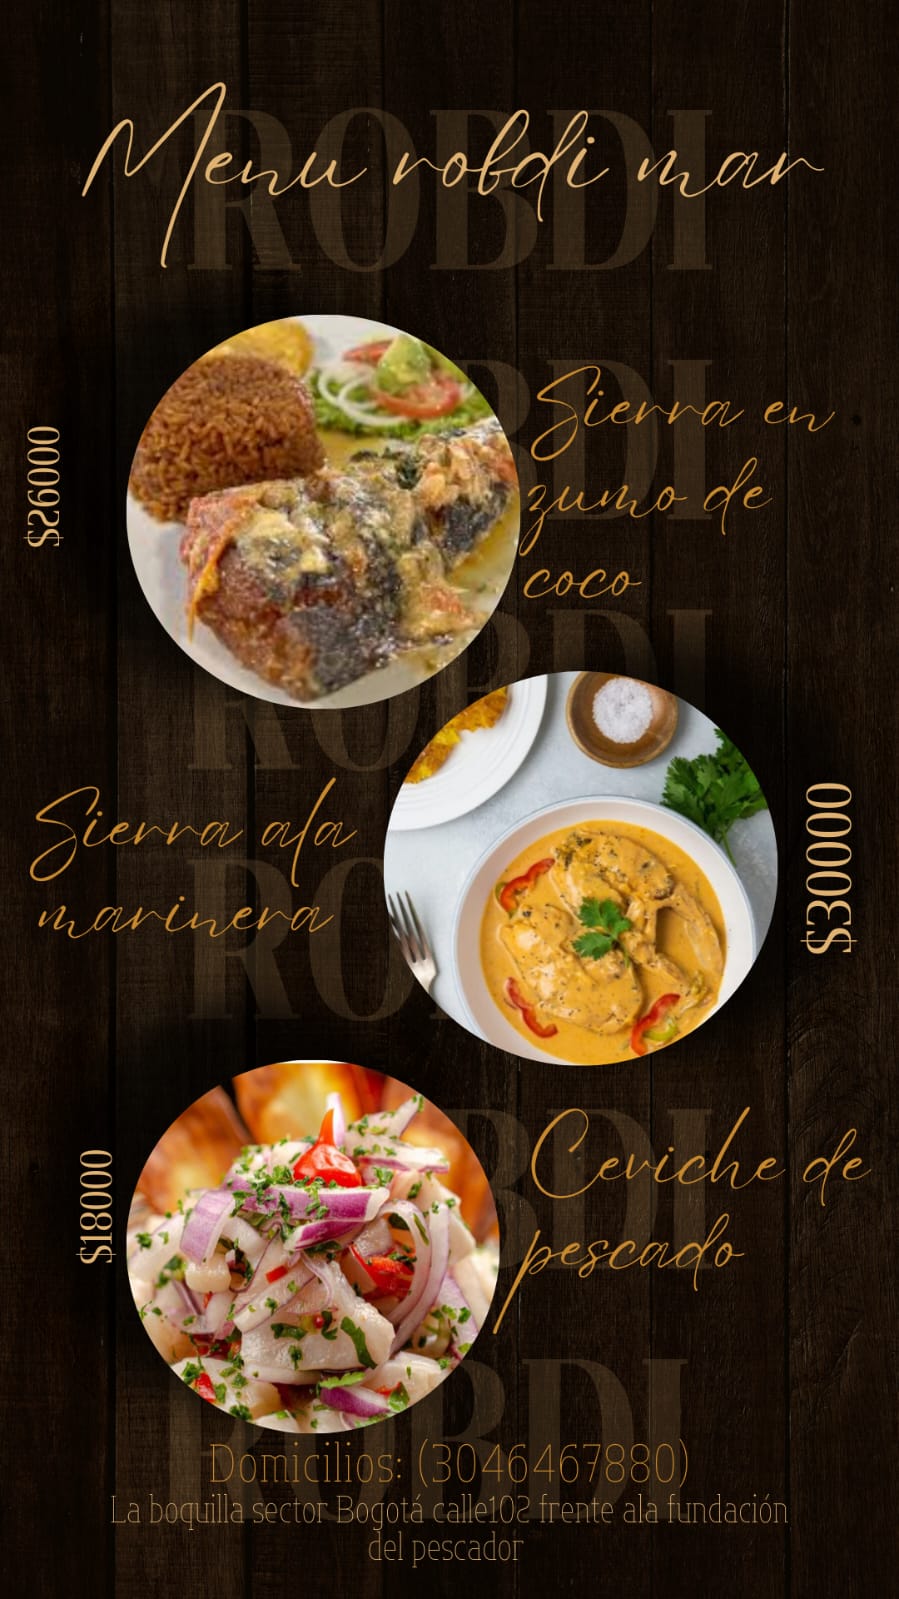 Menu robdi mar
ROBDI
$26000
Sierra en
zumo de
coco
Sierra ala
marinera
$30000
$18000
Ceviche de
pescado
Domicilios: (3046467880)
La boquilla sector Bogotá calle102 frente ala fundación
del pescador